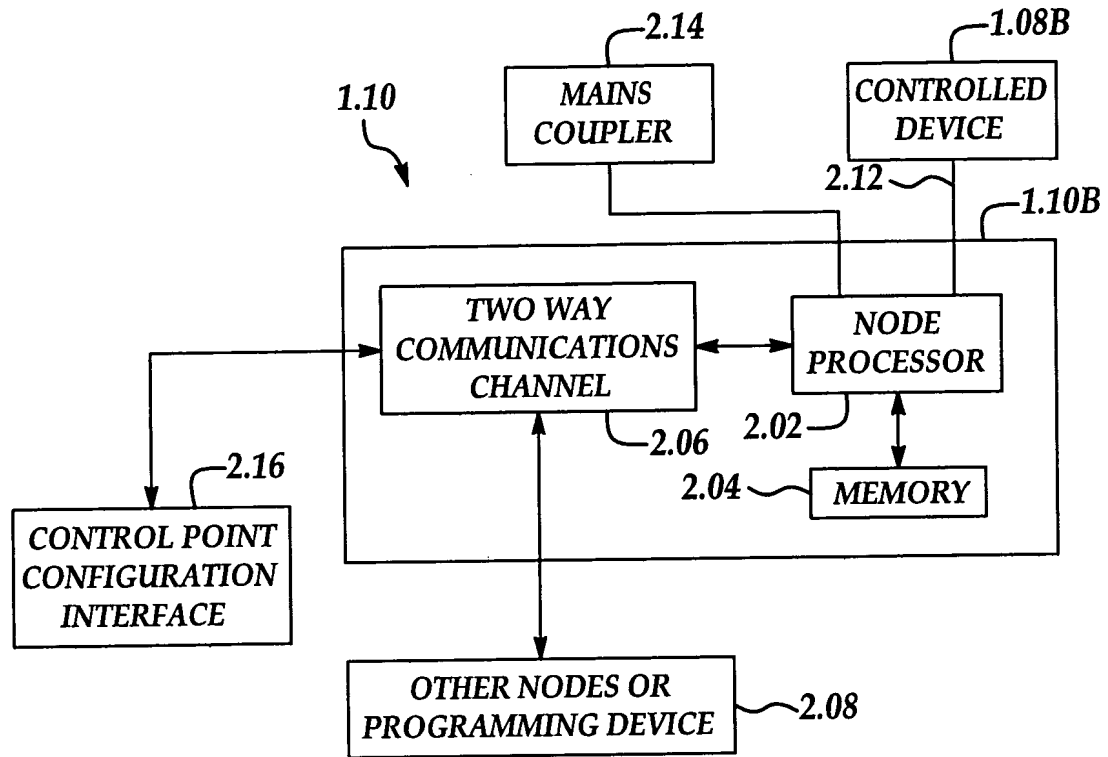 2.14
1.08B
1.10
MAINS
COUPLER
CONTROLLED
DEVICE
2.12
1.10B
TWO WAY
COMMUNICATIONS
CHANNEL
NODE
PROCESSOR
2.06
2.02
2.04
MEMORY
2.16
CONTROL POINT
CONFIGURATION
INTERFACE
OTHER NODES OR
PROGRAMMING DEVICE
2.08